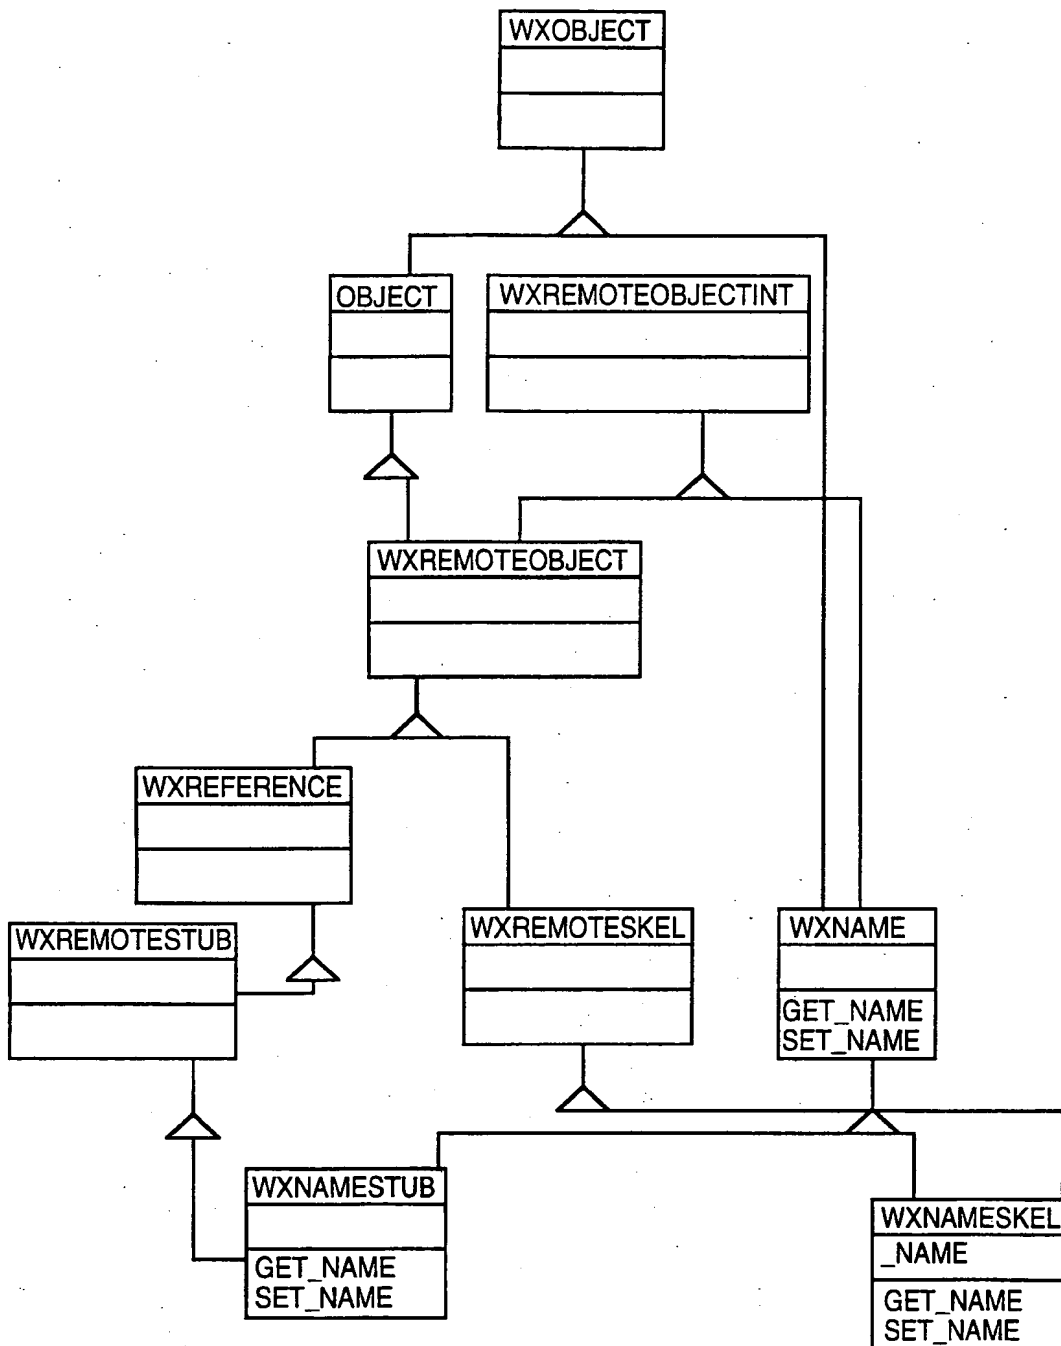 WXOBJECT
OBJECT
WXREMOTEOBJECTINT
WXREMOTEOBJECT
WXREFERENCE
WXREMOTESTUB
WXREMOTESKEL
WXNAME
GET_NAME
SET_NAME
WXNAMESTUB
GET_NAME
SET_NAME
WXNAMESKEL
_NAME
GET_NAME
SET_NAME